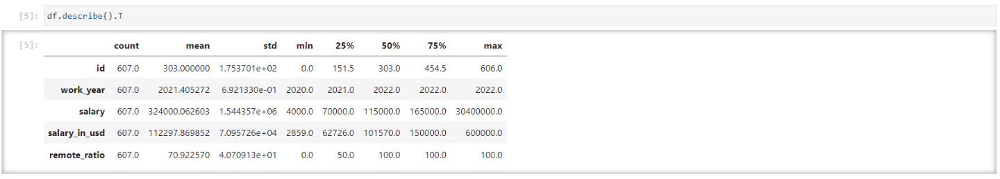 [5]: df.describe().T
[5]:
count mean std min 25% 50% 75% max
id 607.0 303.000000 1.753701e+02 0.0 151.5 303.0 454.5 606.0
work_year 607.0 2021.405272 6.921330e-01 2020.0 2021.0 2022.0 2022.0 2022.0
salary 607.0 324000.062603 1.544357e+06 4000.0 70000.0 115000.0 165000.0 30400000.0
salary_in_usd 607.0 112297.869852 7.095726e+04 2859.0 62726.0 101570.0 150000.0 600000.0
remote_ratio 607.0 70.922570 4.070913e+01 0.0 50.0 100.0 100.0 100.0